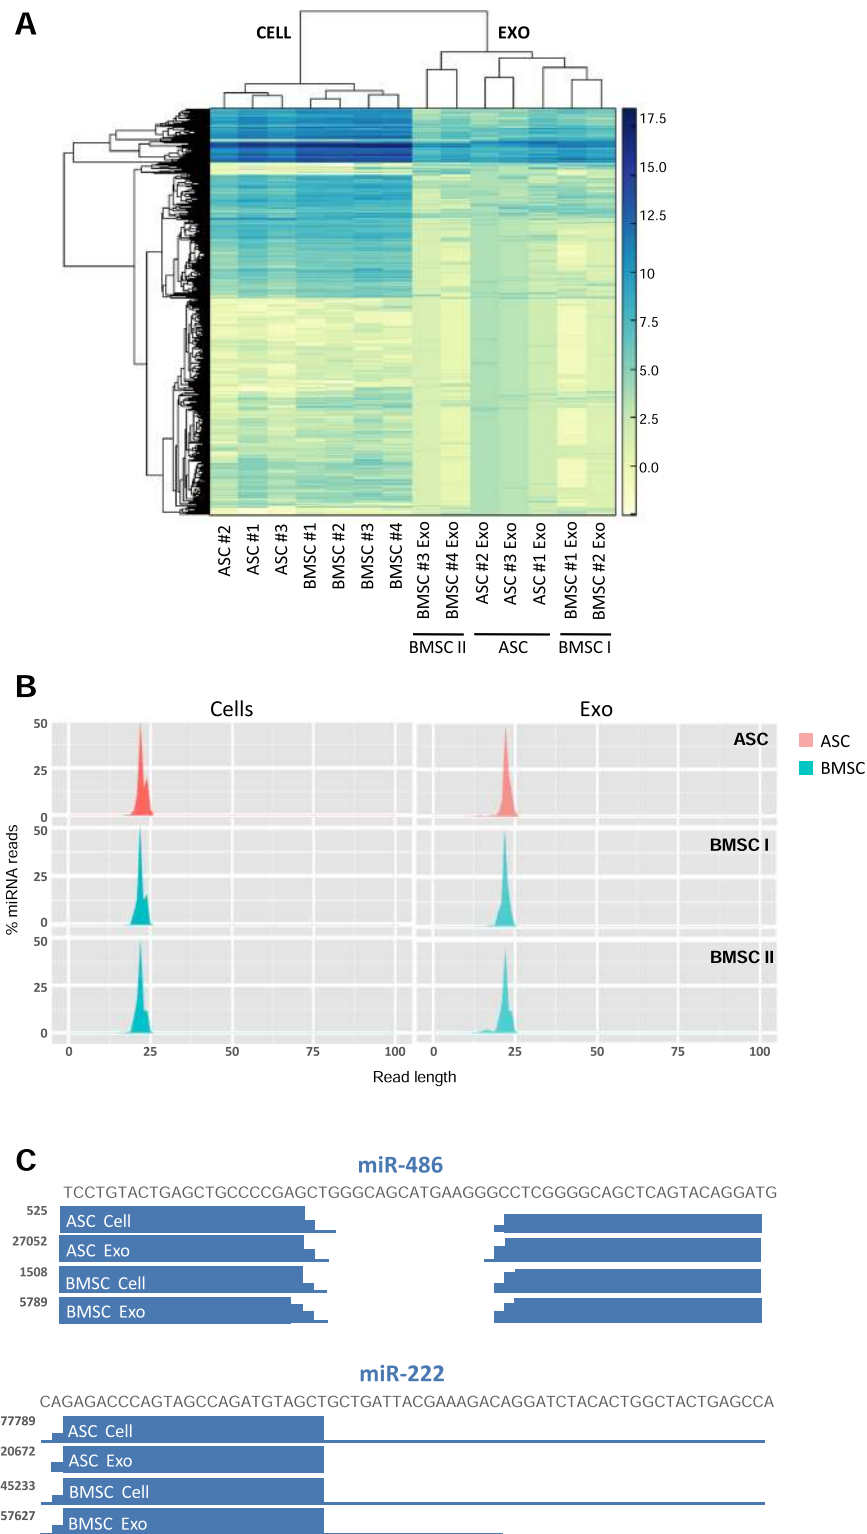 A
CELL
EXO
17.5
15.0
12.5
10
7.5
5.0
2.5
0.0
ASC #2
ASC #1
ASC #3
BMSC #1
BMSC #2
BMSC #3
BMSC #4
BMSC #3 Exo
BMSC #4 Exo
ASC #2 Exo
ASC #3 Exo
ASC #1 Exo
BMSC #1 Exo
BMSC #2 Exo
BMSC II
ASC
BMSC I
B
Cells
Exo
50
25
0
ASC
ASC
BMSC
% miRNA reads
50
25
0
BMSC I
50
25
0
BMSC II
0 25 50 75 100 0 25 50 75 100
Read length
C
miR-486
TCCTGTACTGAGCTGCCCCGAGCTGGGCAGCATGAAGGGCCTCGGGGCAGCTCAGTACAGGATG
525 ASC Cell
27052 ASC Exo
1508 BMSC Cell
5789 BMSC Exo
miR-222
CAGAGACCCAGTAGCCAGATGTAGCTGCTGATTACGAAAGACAGGATCTACACTGGCTACTGAGCCA
77789 ASC Cell
20672 ASC Exo
45233 BMSC Cell
57627 BMSC Exo